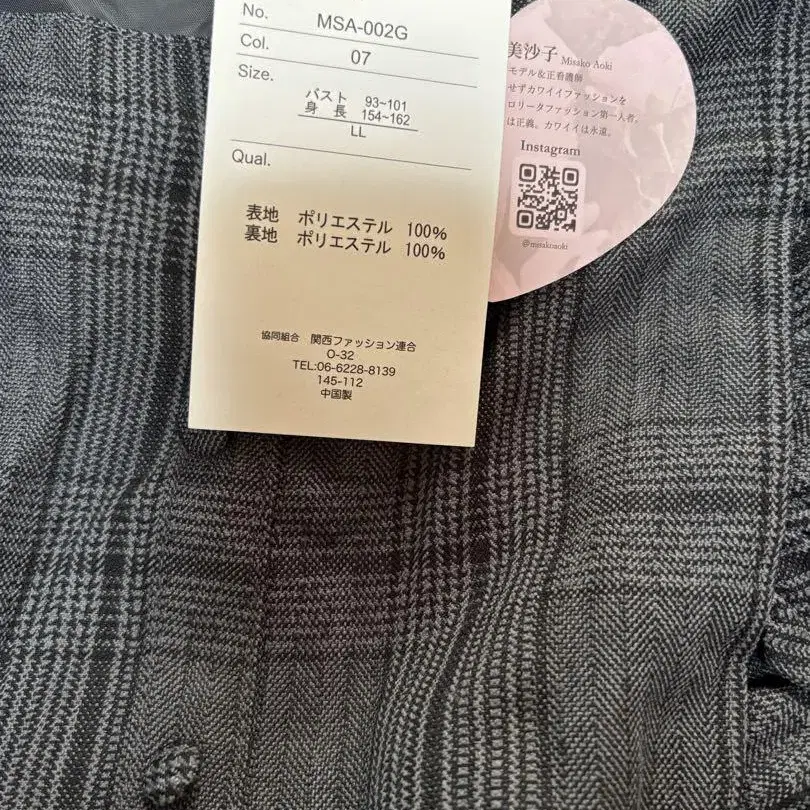 No. MSA-002G
Col. 07
Size.
バスト 93~101
身長 154~162
LL
Qual.
表地 ポリエステル 100%
裏地 ポリエステル 100%
協同組合 関西ファッション連合
O-32
TEL:06-6228-8139
145-112
中国製
美沙子 Misako Aoki
モデル&正看護師
せずカワイイファッションを
ロリータファッション第一人者。
は正義。カワイイは永遠。
Instagram
@misakoaoki